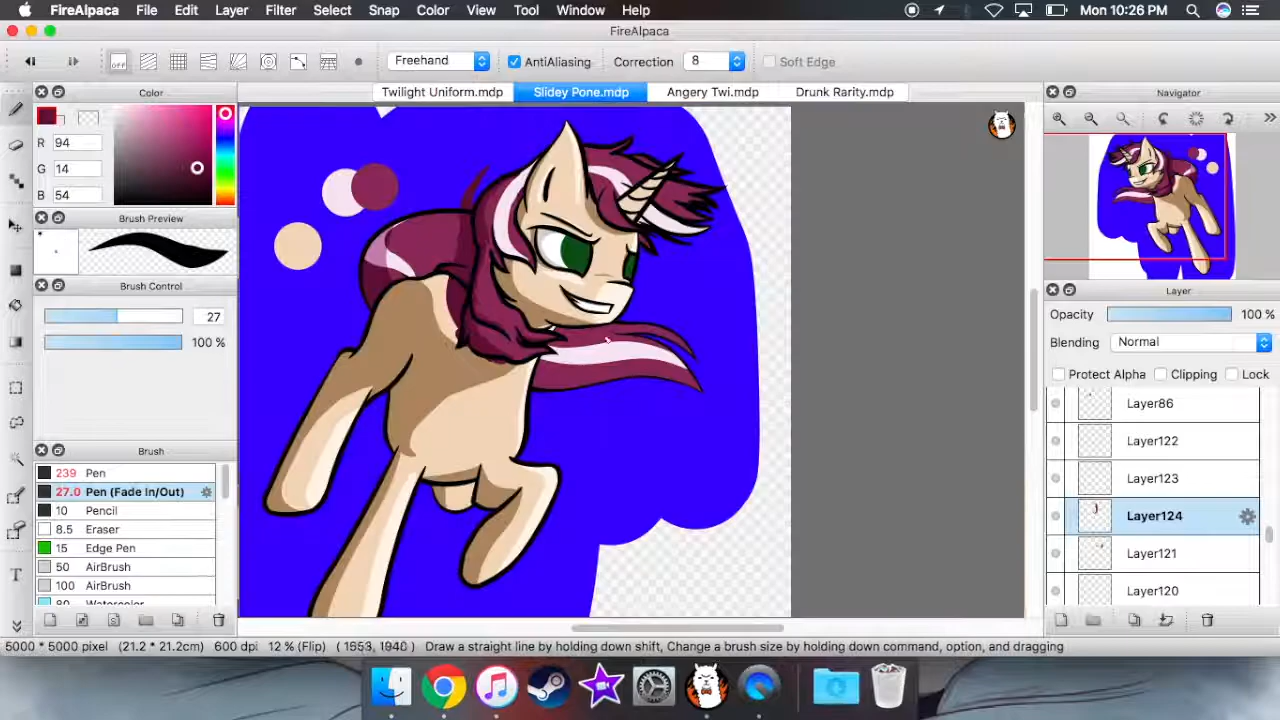 FireAlpaca File Edit Layer Filter Select Snap Color View Tool Window Help Mon 10:26 PM
FireAlpaca
OFF Freehand AntiAliasing Correction 8 Soft Edge
Color Twilight Uniform.mdp Slidey Pone.mdp Angery Twi.mdp Drunk Rarity.mdp Navigator
R 94
G 14
B 54
Brush Preview
Brush Control
27
100 %
Layer
Opacity 100 %
Blending Normal
Protect Alpha Clipping Lock
Layer86
Layer122
Layer123
Layer124
Layer121
Layer120
Brush
239 Pen
27.0 Pen (Fade In/Out)
10 Pencil
8.5 Eraser
15 Edge Pen
50 AirBrush
100 AirBrush
80 Watercolor
T
5000 * 5000 pixel (21.2 * 21.2cm) 600 dpi 12 % (Flip) ( 1553, 1940 ) Draw a straight line by holding down shift, Change a brush size by holding down command, option, and dragging